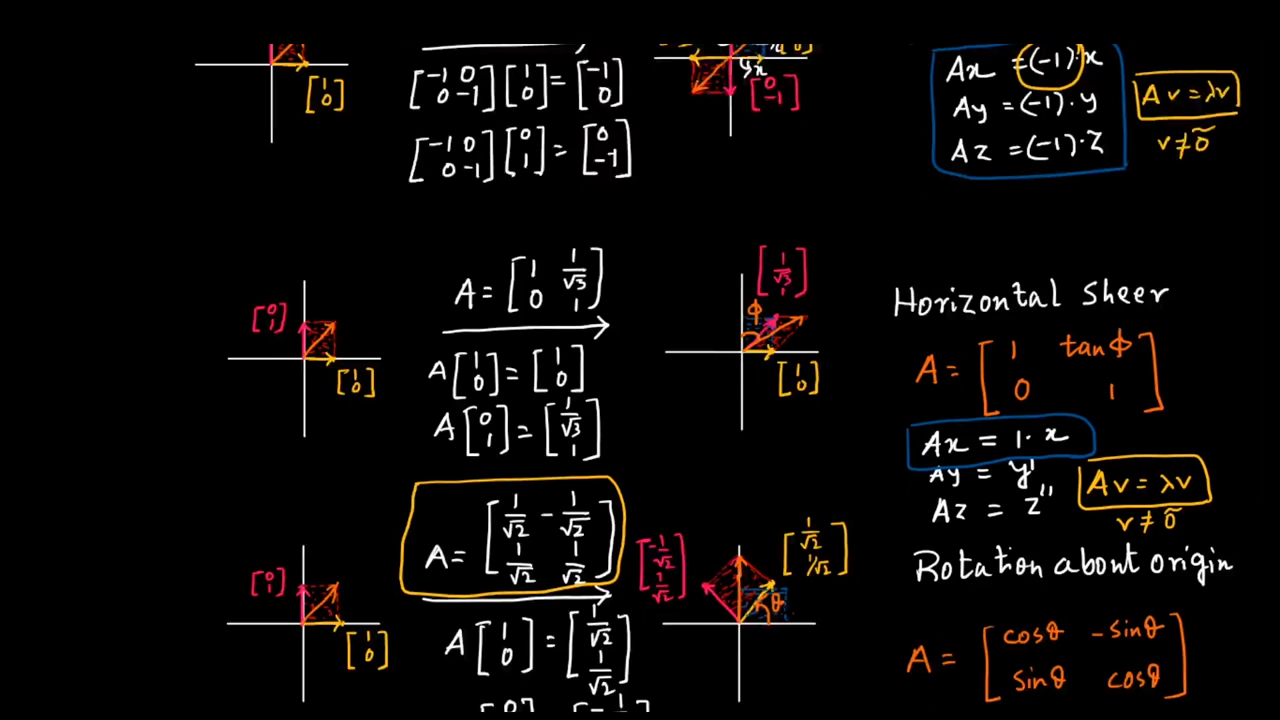 [1 0]
[-1 0 0 -1] [1 0] = [-1 0]
[-1 0 0 -1] [0 1] = [0 -1]
[0 -1]
Ax = (-1)·x
Ay = (-1)·y
Az = (-1)·z
Av = λv
v ≠ 0̃
[0 1]
[1 0]
A = [1 1/√3 0 1]
A [1 0] = [1 0]
A [0 1] = [1/√3 1]
[1/√3 1]
ϕ
[1 0]
Horizontal Sheer
A = [1 tanϕ 0 1]
Ax = 1·x
Ay = y'
Az = z"
Av = λv
v ≠ 0̃
[0 1]
[1 0]
A = [1/√2 -1/√2 1/√2 1/√2]
A [1 0] = [1/√2 1/√2]
[-1/√2 1/√2]
[1/√2 1/√2]
θ
Rotation about origin
A = [cosθ -sinθ sinθ cosθ]